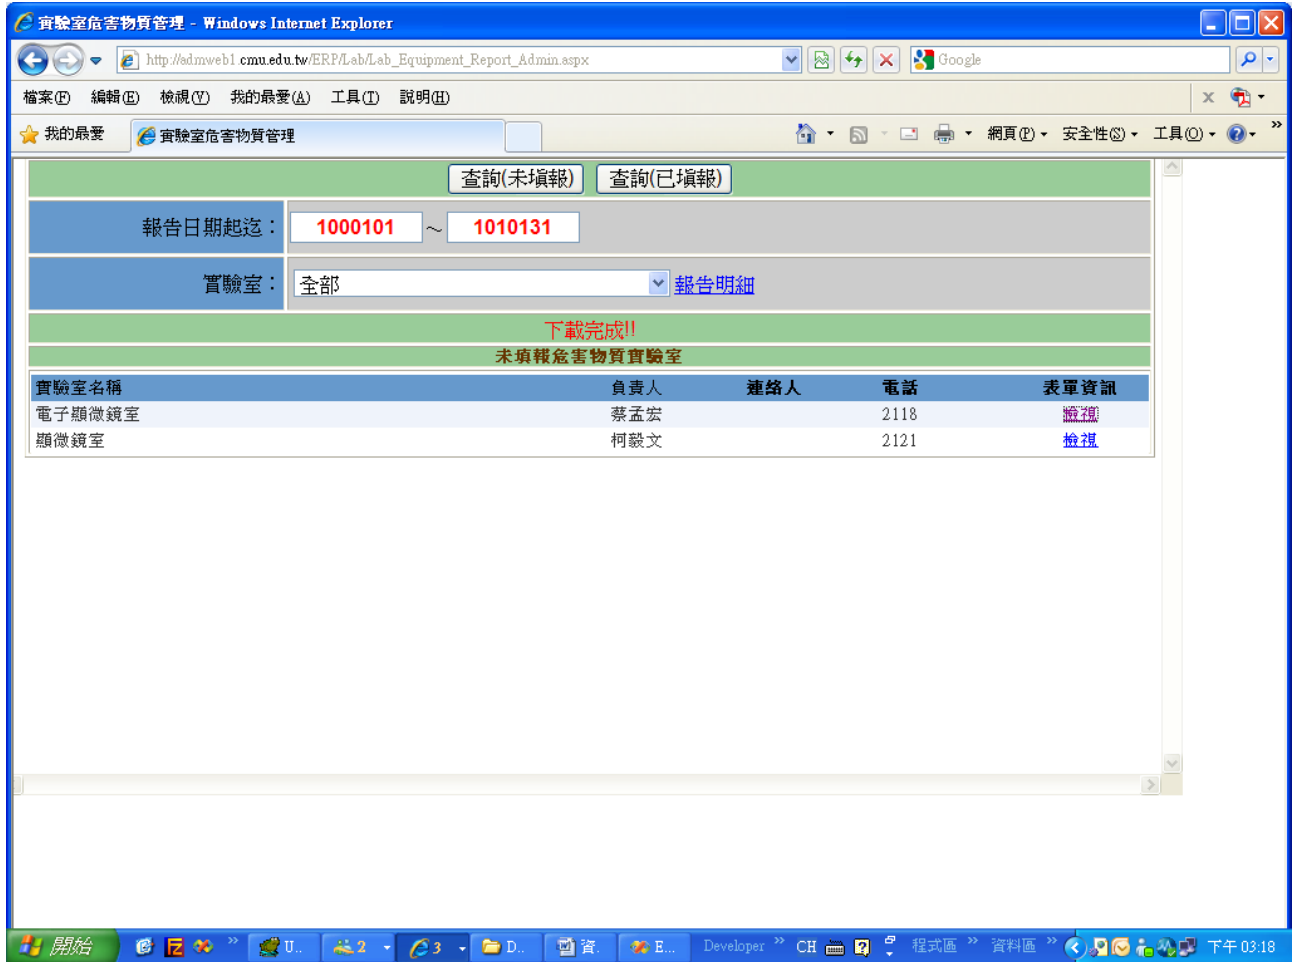 實驗室危害物質管理 - Windows Internet Explorer
http://admweb1.cmu.edu.tw/ERP/Lab/Lab_Equipment_Report_Admin.aspx Google
檔案(F) 編輯(E) 檢視(V) 我的最愛(A) 工具(T) 說明(H)
我的最愛 實驗室危害物質管理 網頁(P) 安全性(S) 工具(O)
查詢(未填報) 查詢(已填報)
報告日期起迄： 1000101 ～ 1010131
實驗室： 全部 報告明細
下載完成!!
未填報危害物質實驗室
實驗室名稱 負責人 連絡人 電話 表單資訊
電子顯微鏡室 蔡孟宏 2118 檢視
顯微鏡室 柯毅文 2121 檢視
開始 U.. 2 3 D.. 資. E... Developer CH 程式區 資料區 下午 03:18